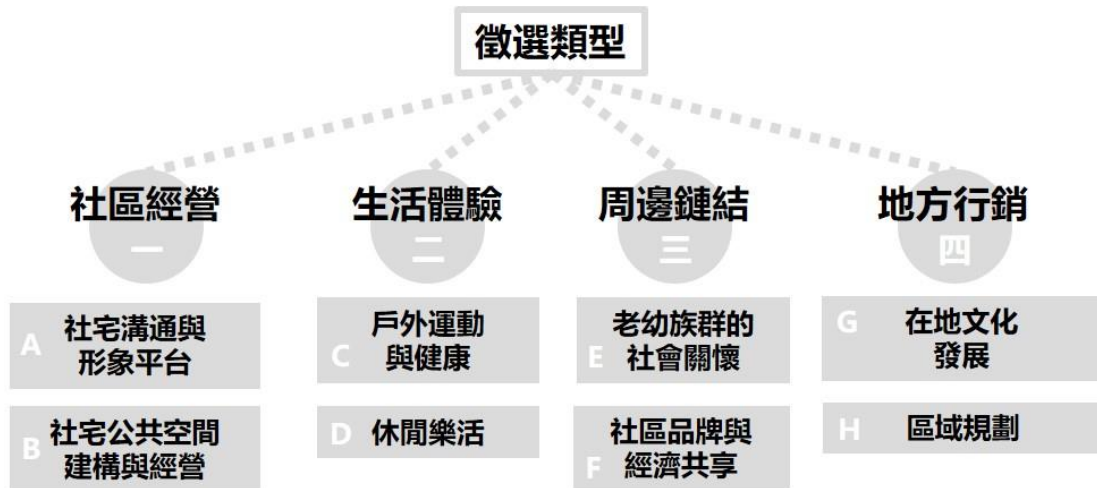 徵選類型
社區經營
一
A
社宅溝通與
形象平台
B
社宅公共空間
建構與經營
生活體驗
二
C
戶外運動
與健康
D
休閒樂活
周邊鏈結
三
E
老幼族群的
社會關懷
F
社區品牌與
經濟共享
地方行銷
四
G
在地文化
發展
H
區域規劃